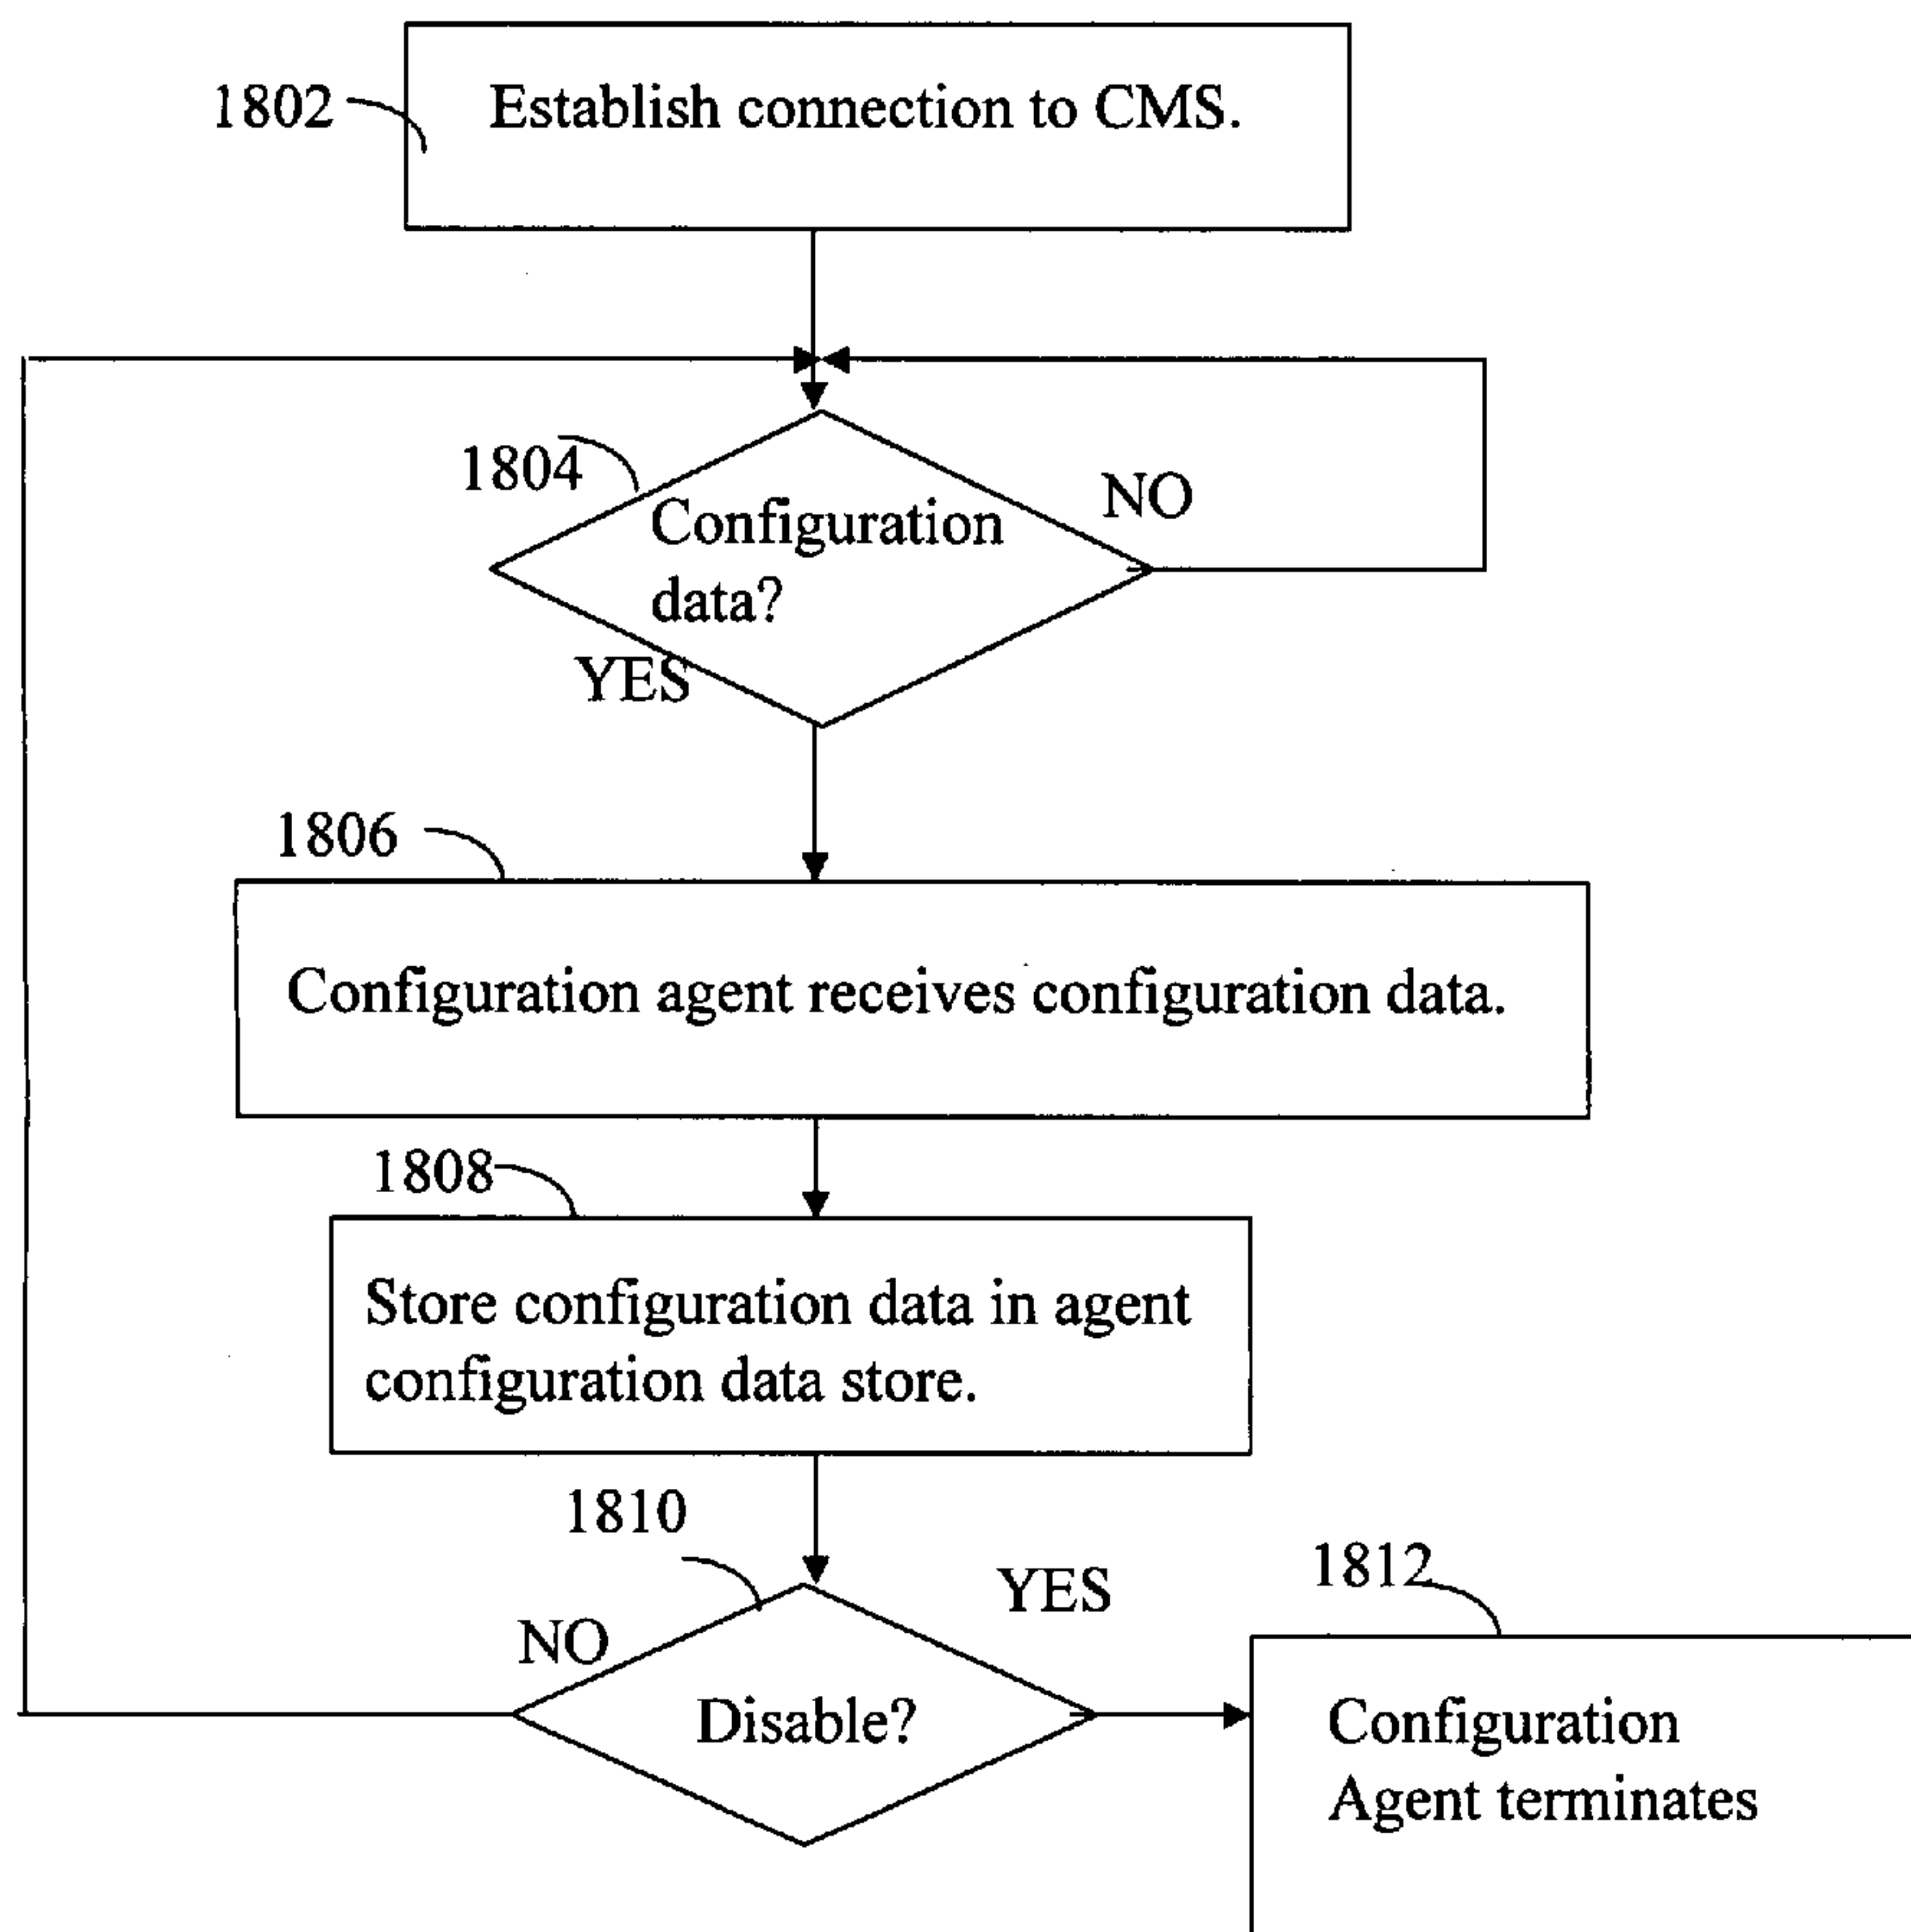 1802
Establish connection to CMS.
1804
Configuration
data?
NO
YES
1806
Configuration agent receives configuration data.
1808
Store configuration data in agent
configuration data store.
1810
NO
YES
Disable?
1812
Configuration
Agent terminates